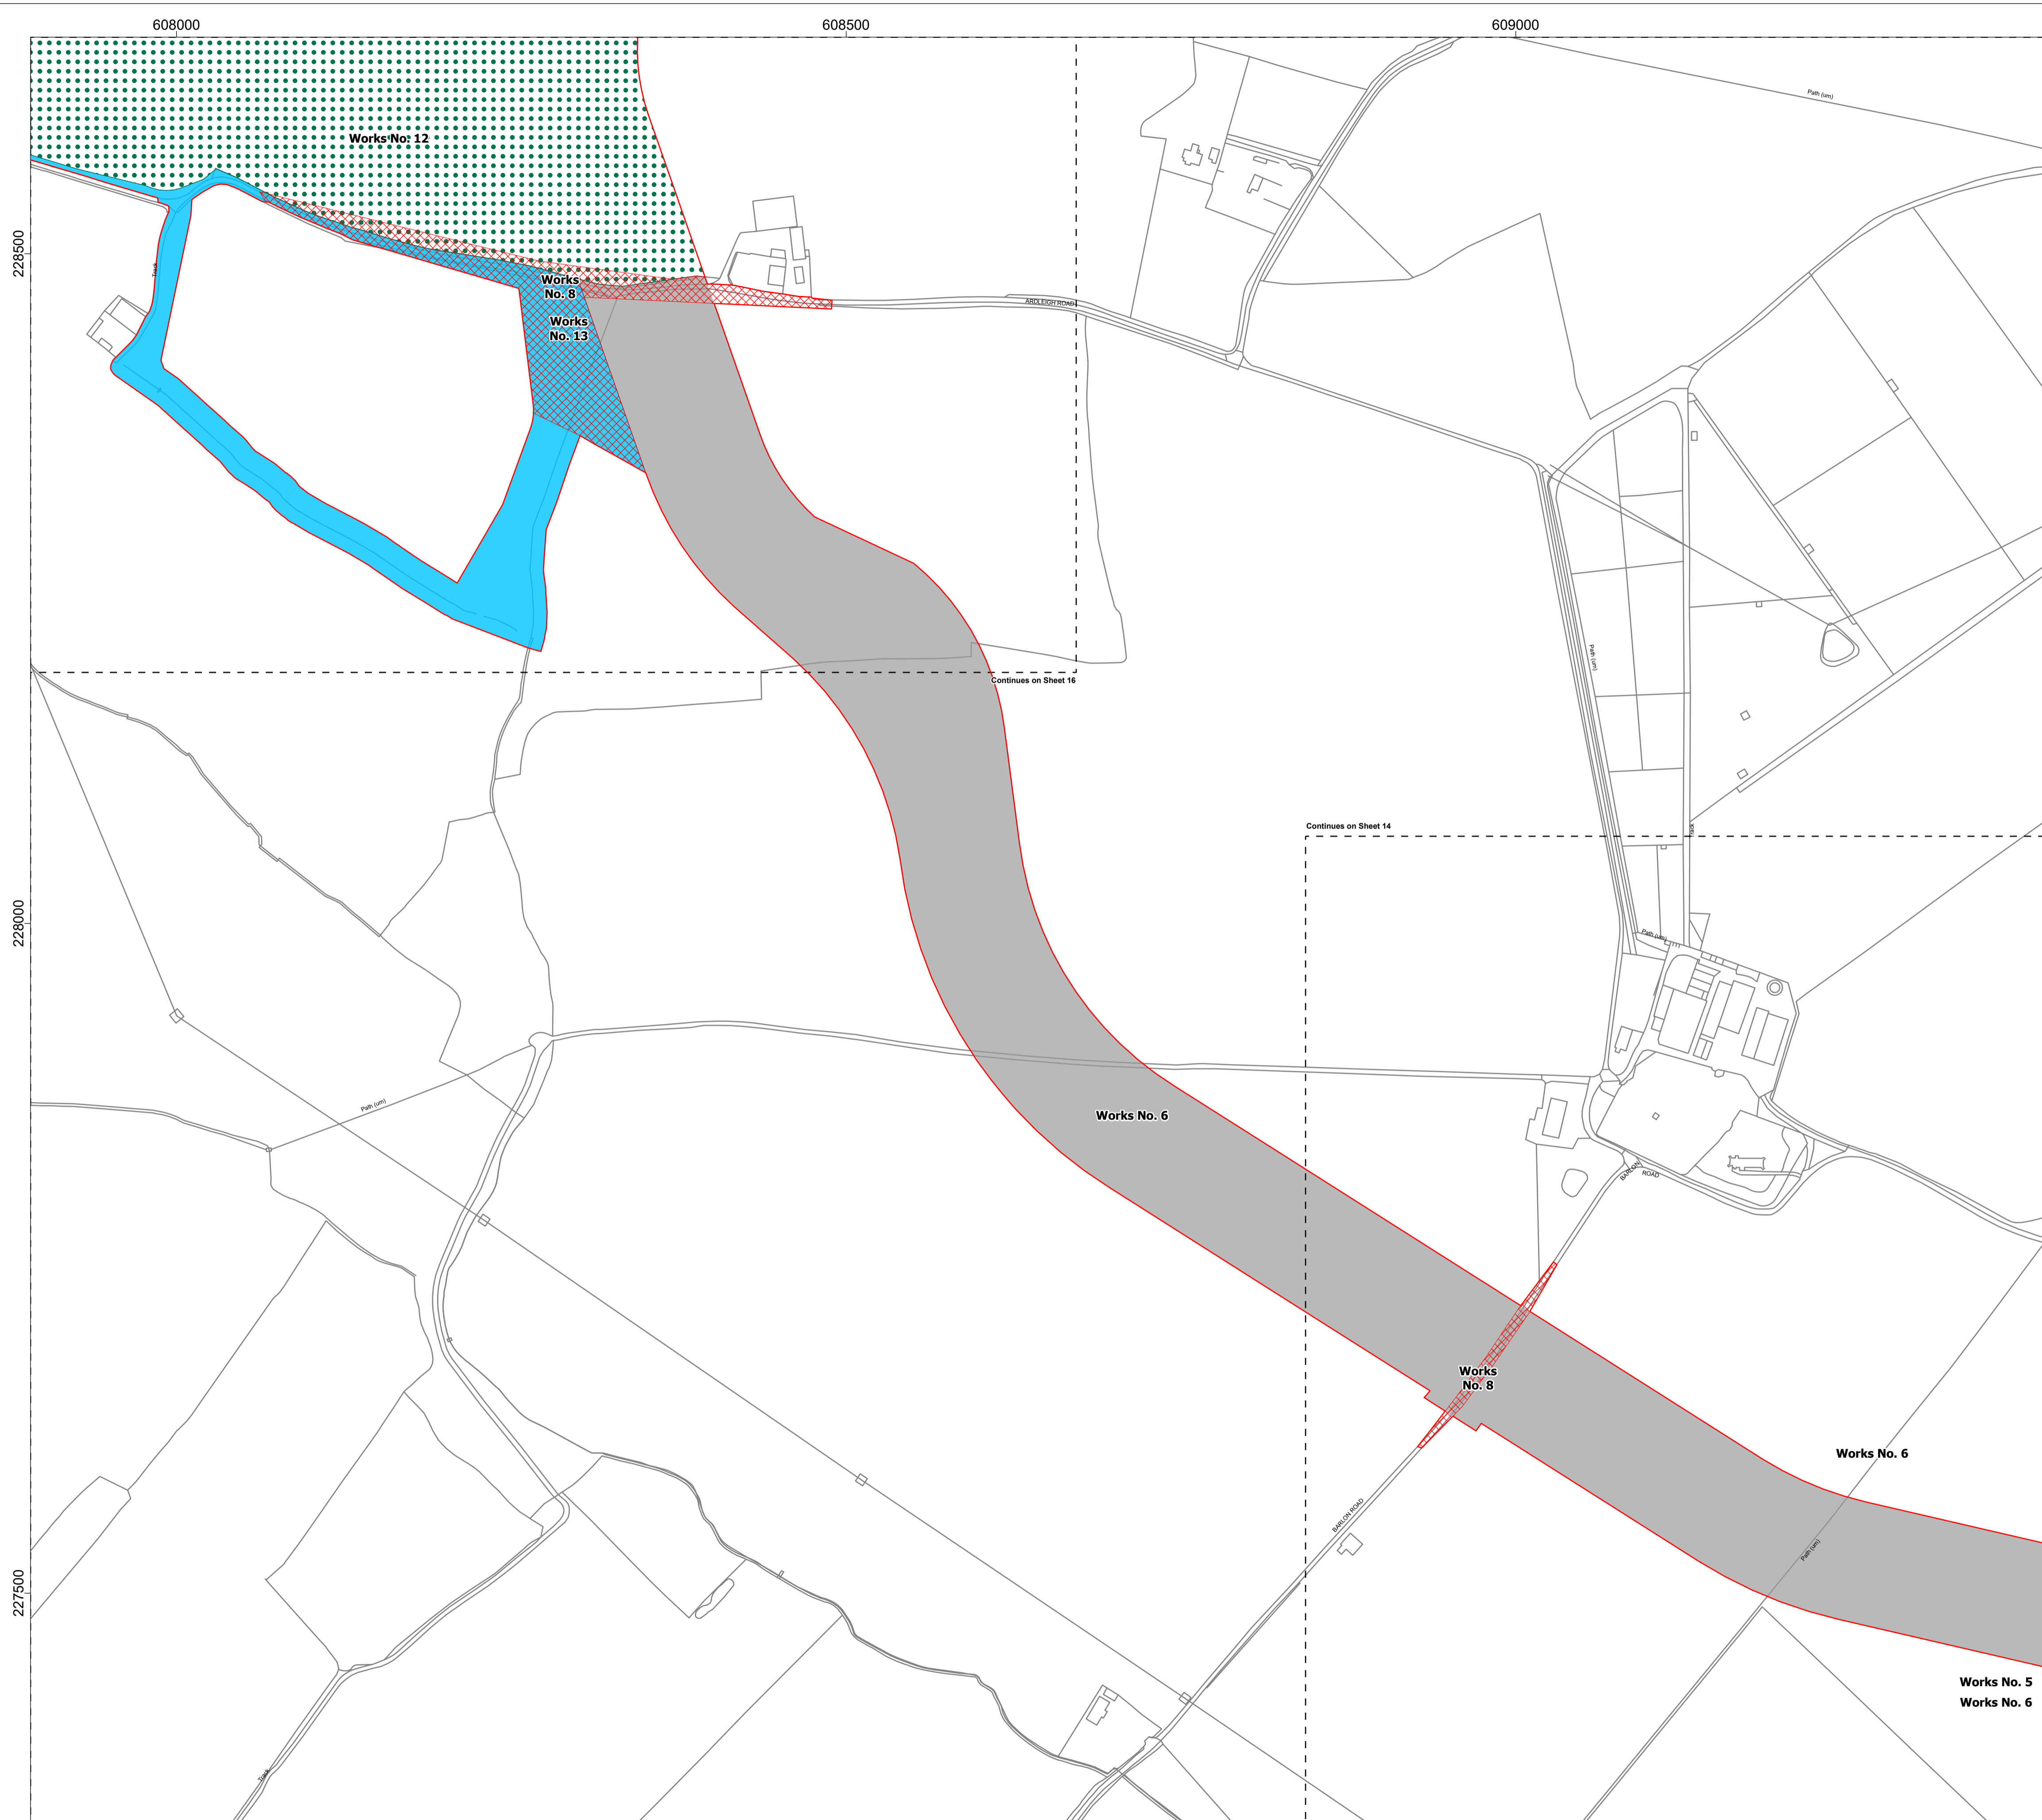 608000
608500
609000
Path (um)
Works No. 12
228500
Track
Works
No. 8
ARDLEIGH ROAD
Works
No. 13
Path (um)
Continues on Sheet 16
Continues on Sheet 14
Track
228000
Path (um)
Path (um)
Works No. 6
BARLON
ROAD
Works
No. 8
Works No. 6
BARLON ROAD
Path (um)
227500
Works No. 5
Works No. 6
Track